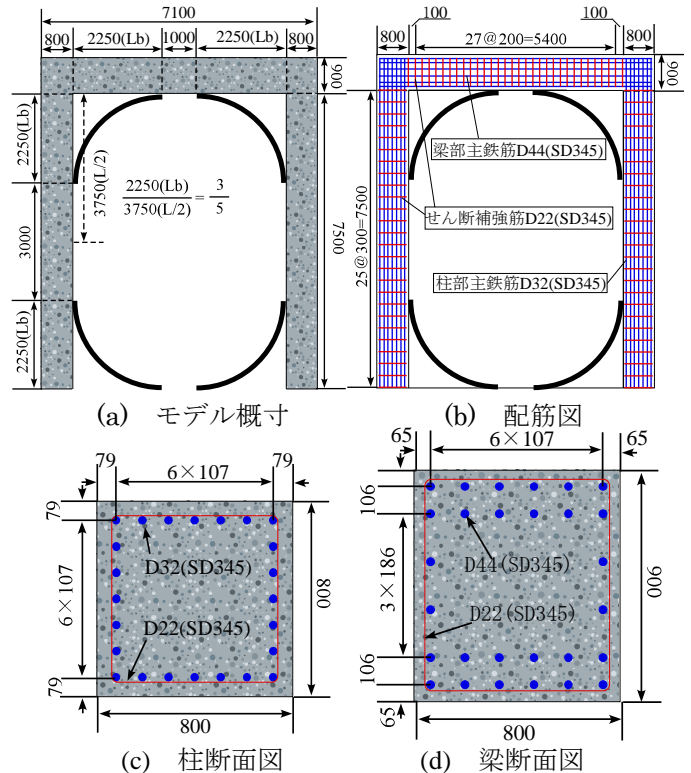 7100
800 2250(Lb) 1000 2250(Lb) 800
900
2250(Lb)
3750(L/2)
2250(Lb)/3750(L/2) = 3/5
3000
7500
2250(Lb)
(a) モデル概寸
100 100
800 27@200=5400 800
900
梁部主鉄筋D44(SD345)
せん断補強筋D22(SD345)
25@300=7500
柱部主鉄筋D32(SD345)
(b) 配筋図
79 6×107 79
79
D32(SD345)
6×107
800
D22(SD345)
79
800
(c) 柱断面図
65 6×107 65
65
106
D44(SD345)
3×186
900
D22(SD345)
106
65
800
(d) 梁断面図